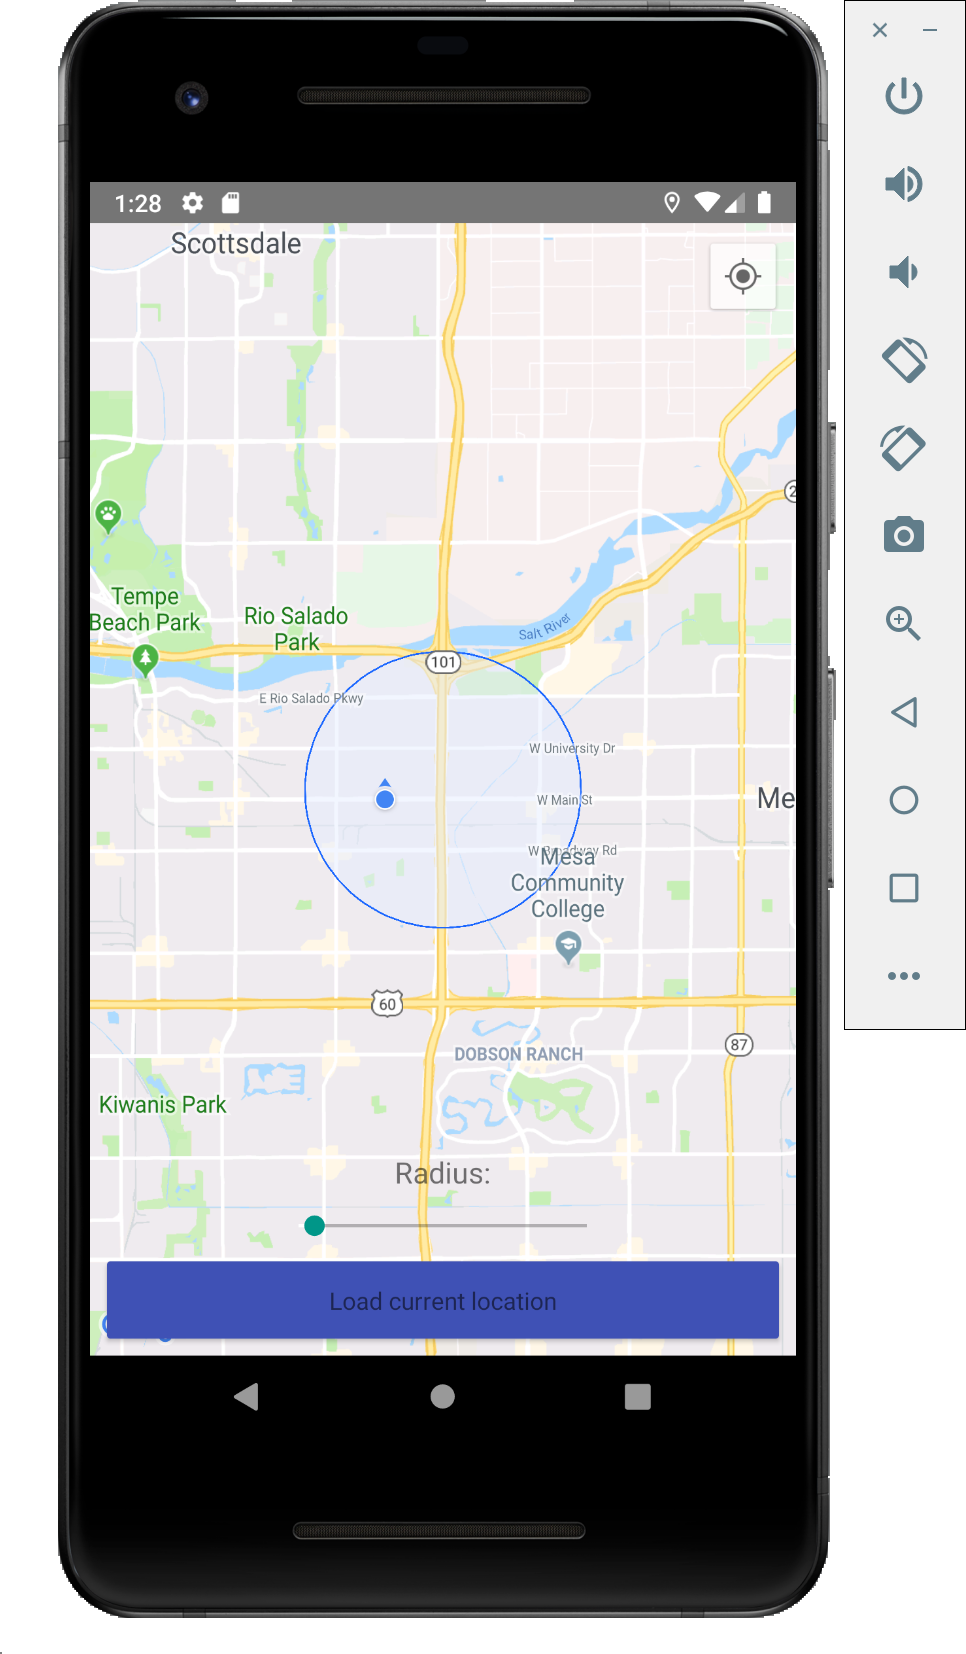 1:28
Scottsdale
2
Tempe
Beach Park
Rio Salado
Park
Salt River
101
E Rio Salado Pkwy
W University Dr
W Main St
Me
W Broadway Rd
Mesa
Community
College
60
DOBSON RANCH
87
Kiwanis Park
Radius:
Load current location